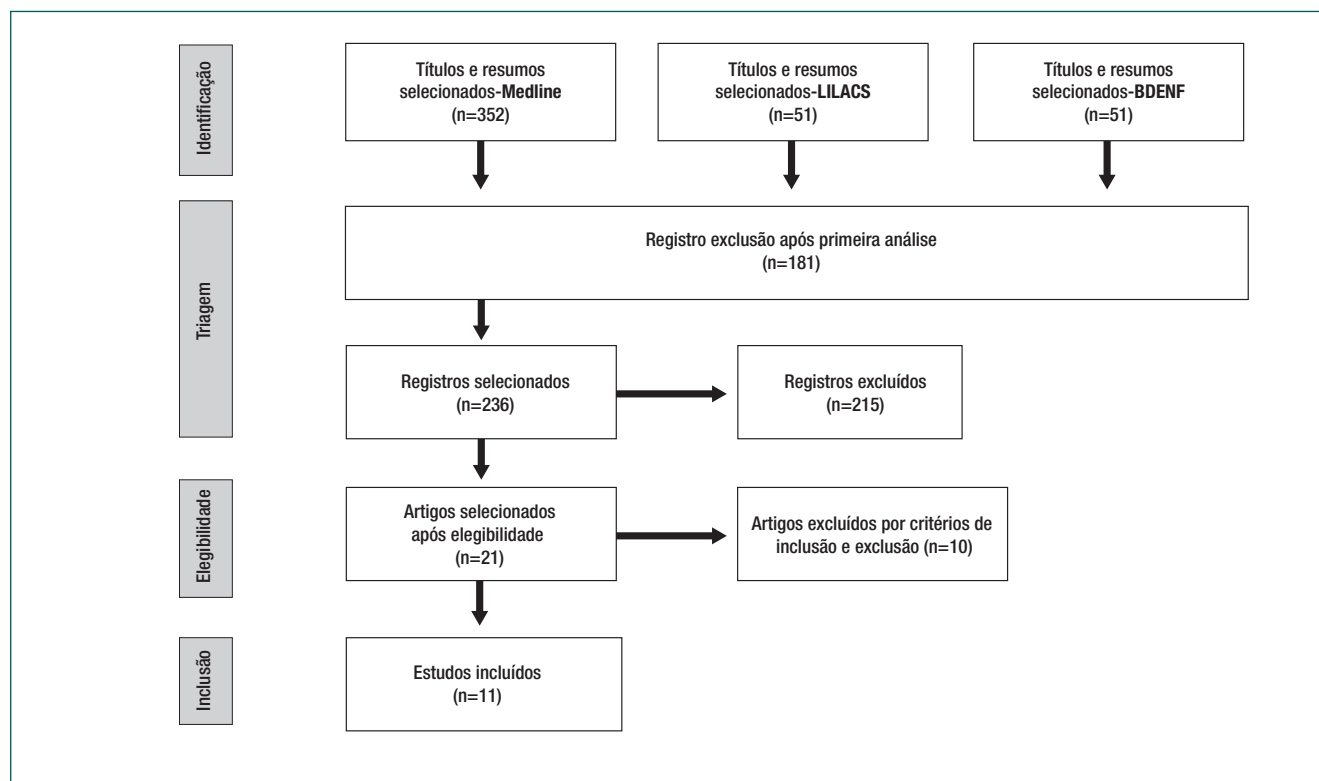 Identificação
Títulos e resumos
selecionados-Medline
(n=352)
Títulos e resumos
selecionados-LILACS
(n=51)
Títulos e resumos
selecionados-BDENF
(n=51)
Triagem
Registro exclusão após primeira análise
(n=181)
Registros selecionados
(n=236)
Registros excluídos
(n=215)
Elegibilidade
Artigos selecionados
após elegibilidade
(n=21)
Artigos excluídos por critérios de
inclusão e exclusão (n=10)
Inclusão
Estudos incluídos
(n=11)